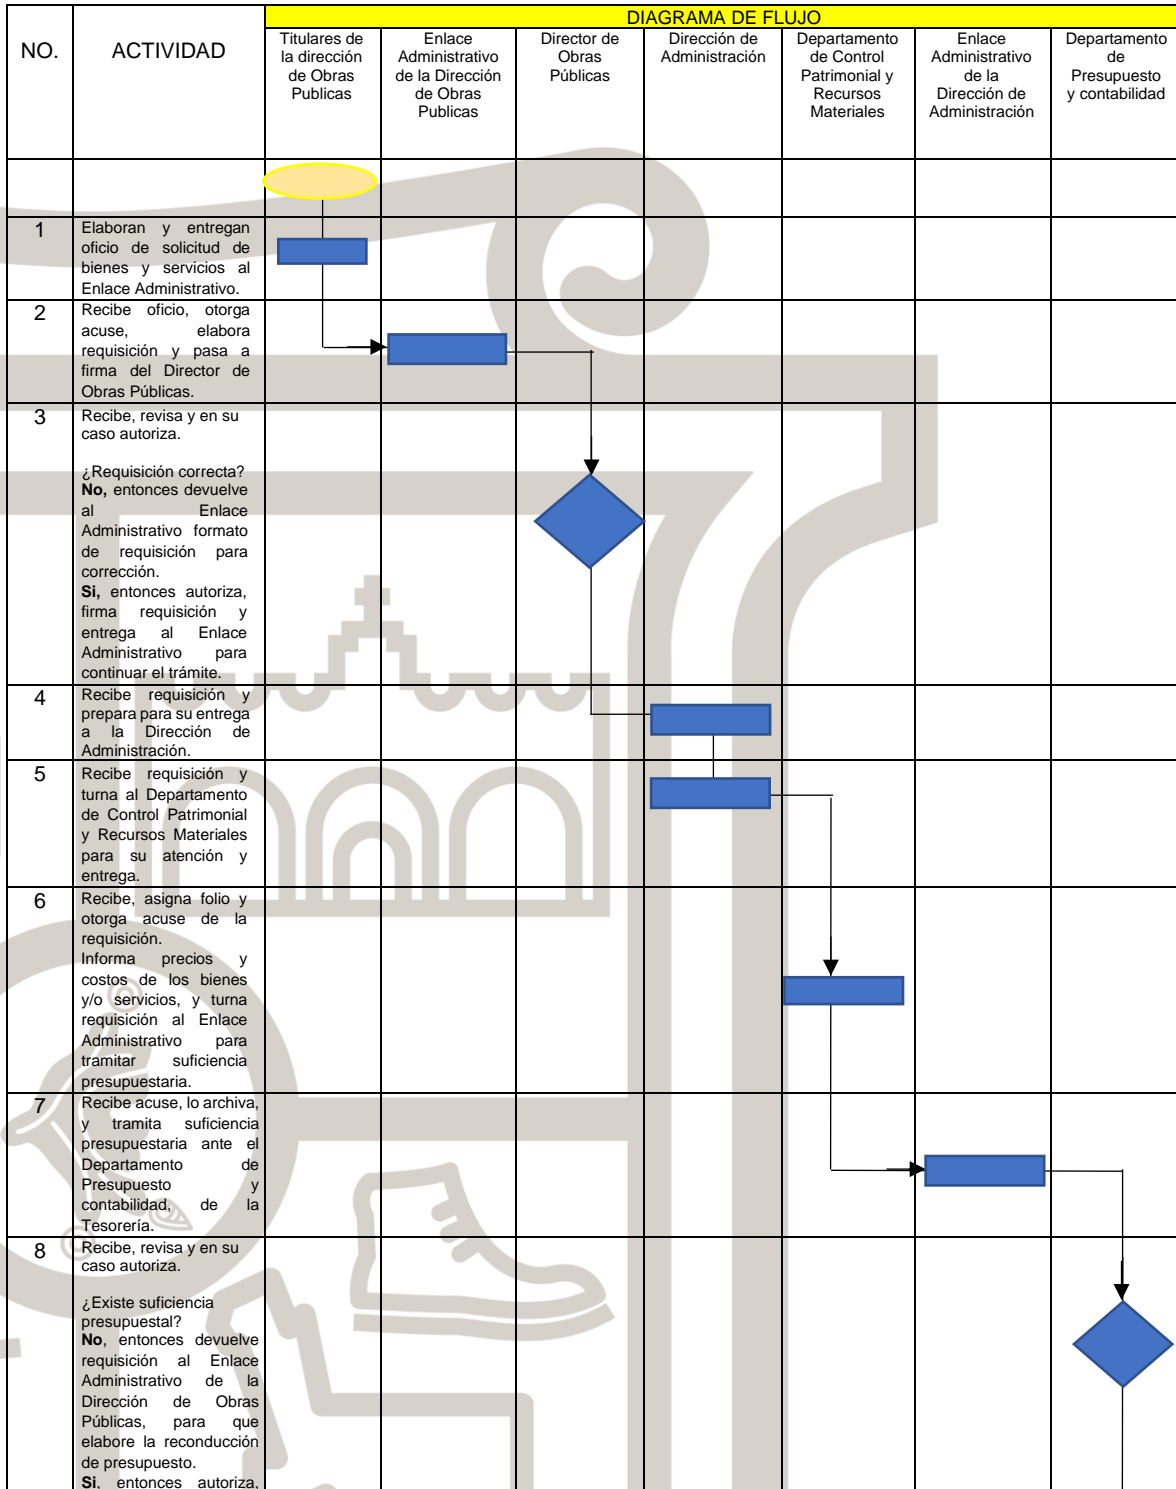 DIAGRAMA DE FLUJO
NO.
ACTIVIDAD
Titulares de
la dirección
de Obras
Publicas
Enlace
Administrativo
de la Dirección
de Obras
Publicas
Director de
Obras
Públicas
Dirección de
Administración
Departamento
de Control
Patrimonial y
Recursos
Materiales
Enlace
Administrativo
de la
Dirección de
Administración
Departamento
de
Presupuesto
y contabilidad
1
Elaboran y entregan
oficio de solicitud de
bienes y servicios al
Enlace Administrativo.
2
Recibe oficio, otorga
acuse, elabora
requisición y pasa a
firma del Director de
Obras Públicas.
3
Recibe, revisa y en su
caso autoriza.
¿Requisición correcta?
No, entonces devuelve
al Enlace
Administrativo formato
de requisición para
corrección.
Si, entonces autoriza,
firma requisición y
entrega al Enlace
Administrativo para
continuar el trámite.
4
Recibe requisición y
prepara para su entrega
a la Dirección de
Administración.
5
Recibe requisición y
turna al Departamento
de Control Patrimonial
y Recursos Materiales
para su atención y
entrega.
6
Recibe, asigna folio y
otorga acuse de la
requisición.
Informa precios y
costos de los bienes
y/o servicios, y turna
requisición al Enlace
Administrativo para
tramitar suficiencia
presupuestaria.
7
Recibe acuse, lo archiva,
y tramita suficiencia
presupuestaria ante el
Departamento de
Presupuesto y
contabilidad, de la
Tesorería.
8
Recibe, revisa y en su
caso autoriza.
¿Existe suficiencia
presupuestal?
No, entonces devuelve
requisición al Enlace
Administrativo de la
Dirección de Obras
Públicas, para que
elabore la reconducción
de presupuesto.
Si, entonces autoriza,